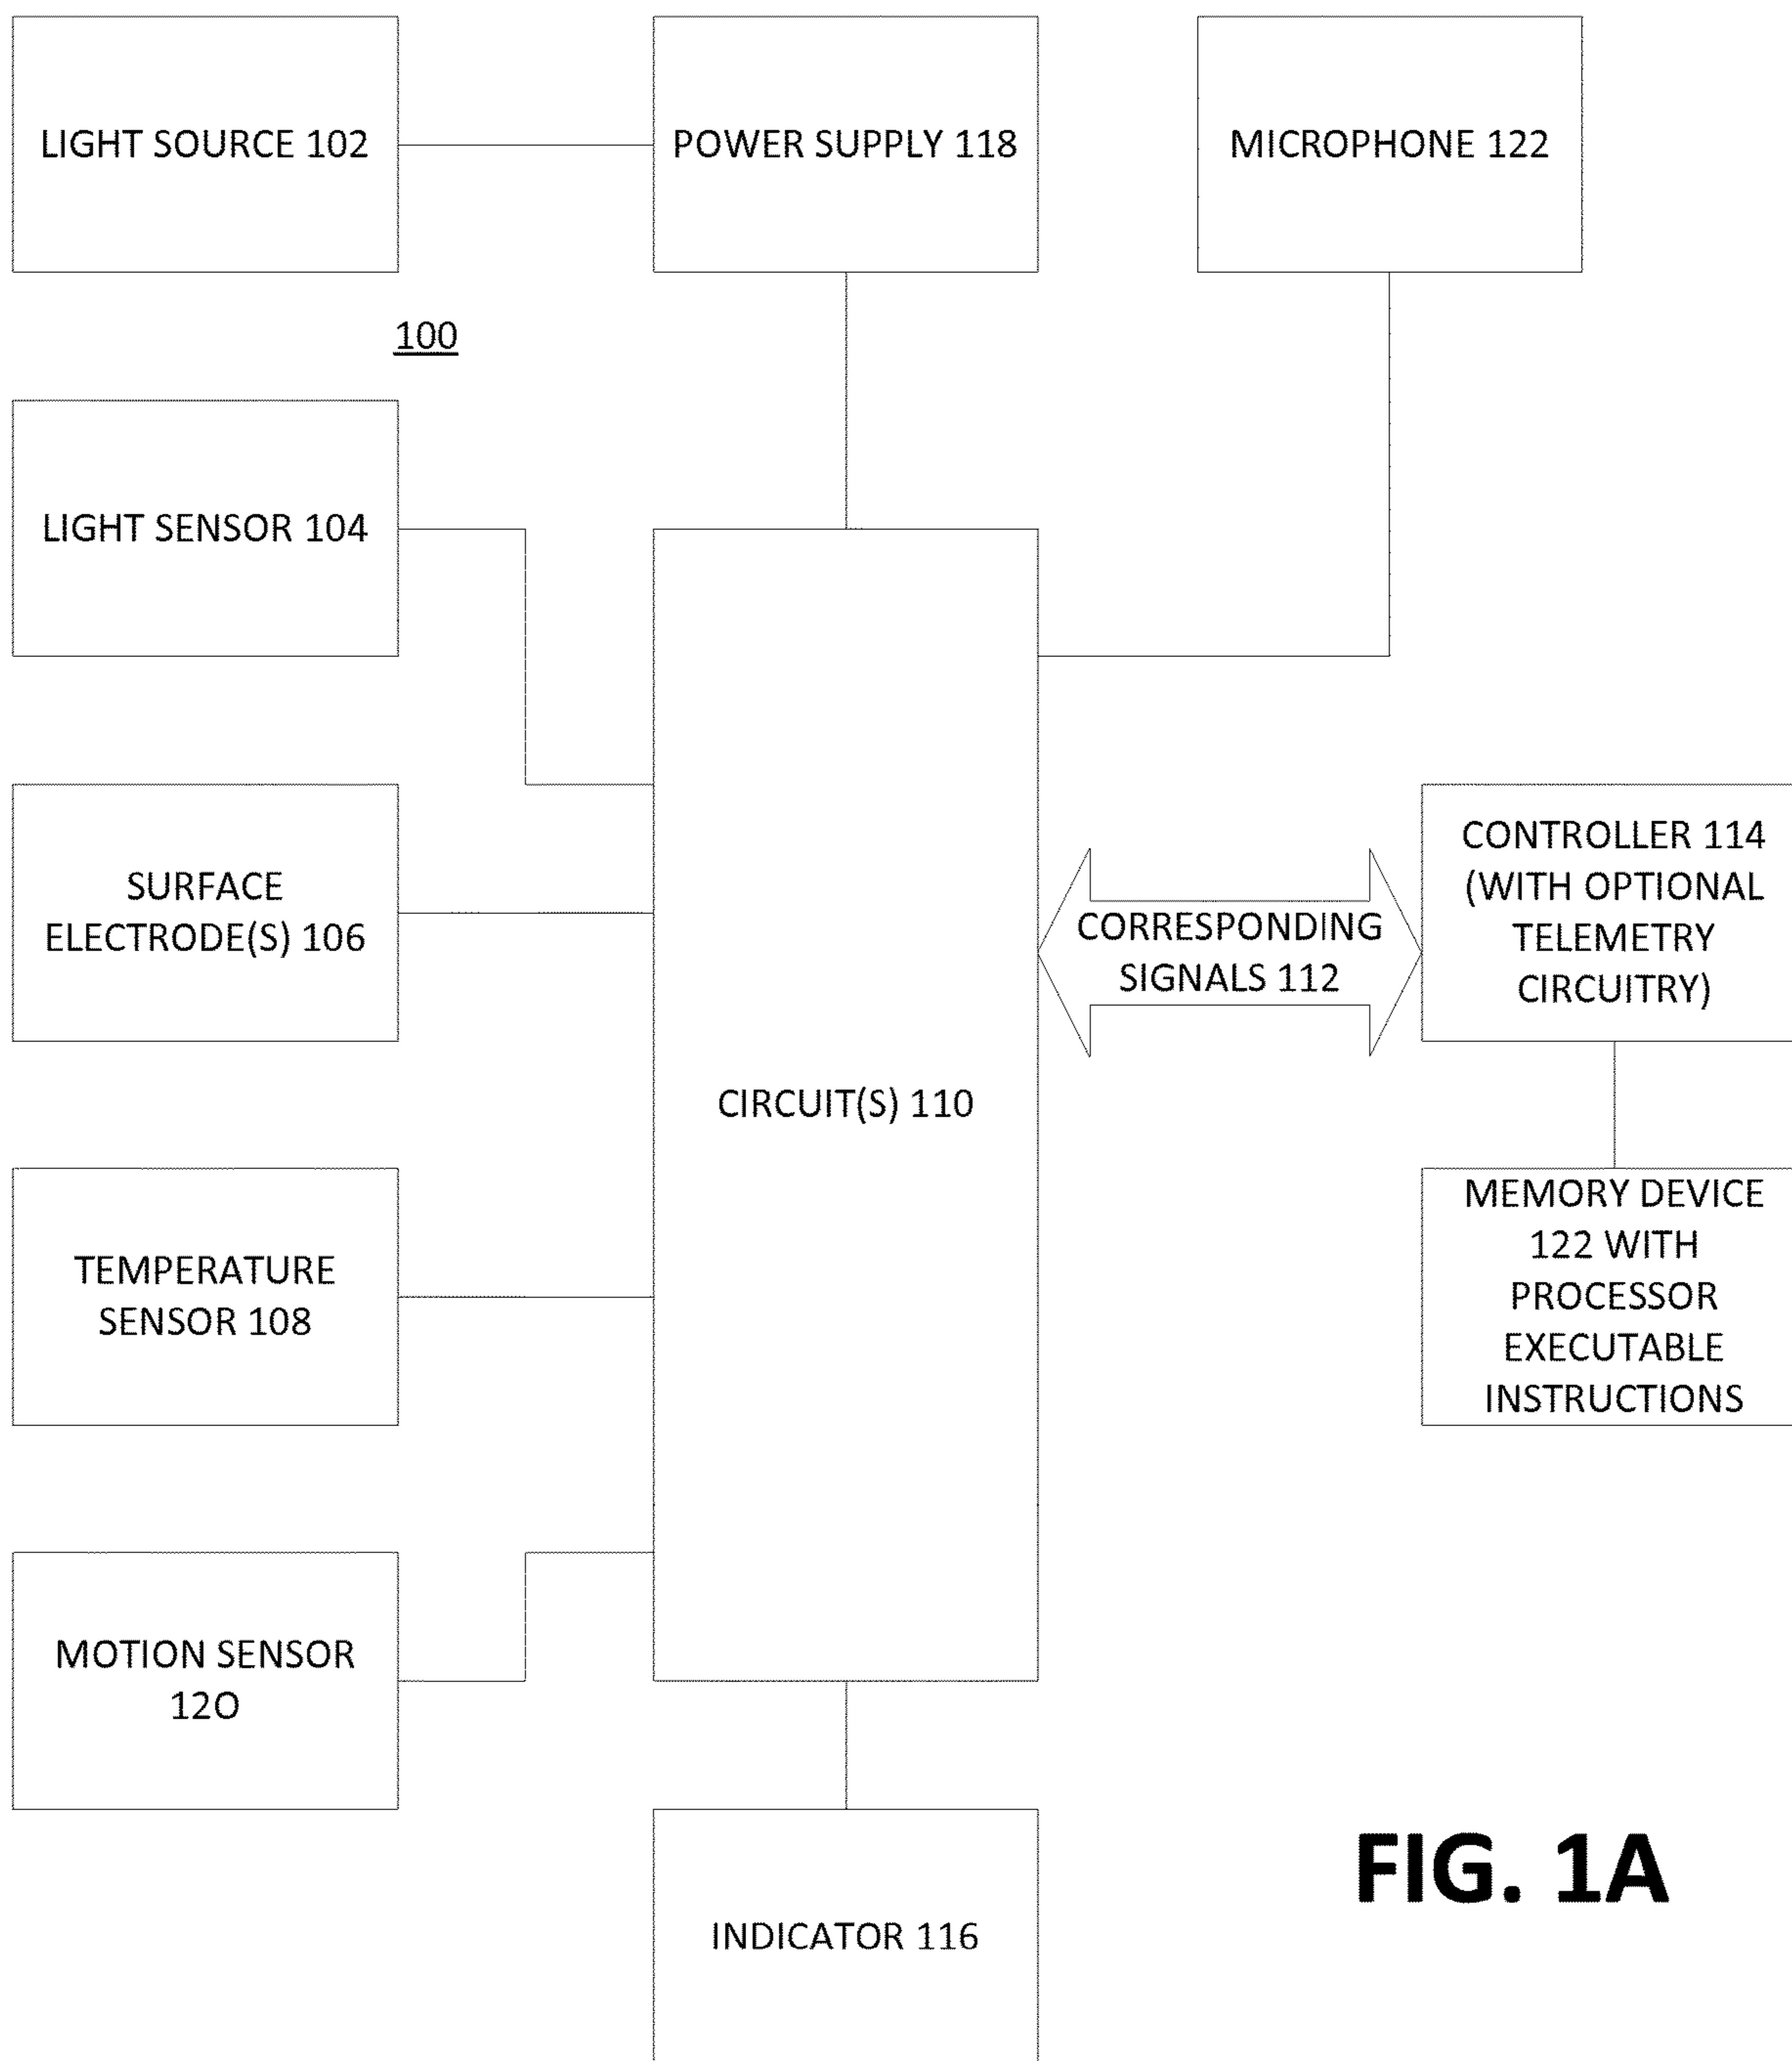 LIGHT SOURCE 102
POWER SUPPLY 118
MICROPHONE 122
100
LIGHT SENSOR 104
SURFACE
ELECTRODE(S) 106
CORRESPONDING
SIGNALS 112
CONTROLLER 114
(WITH OPTIONAL
TELEMETRY
CIRCUITRY)
CIRCUIT(S) 110
TEMPERATURE
SENSOR 108
MEMORY DEVICE
122 WITH
PROCESSOR
EXECUTABLE
INSTRUCTIONS
MOTION SENSOR
12O
INDICATOR 116
FIG. 1A